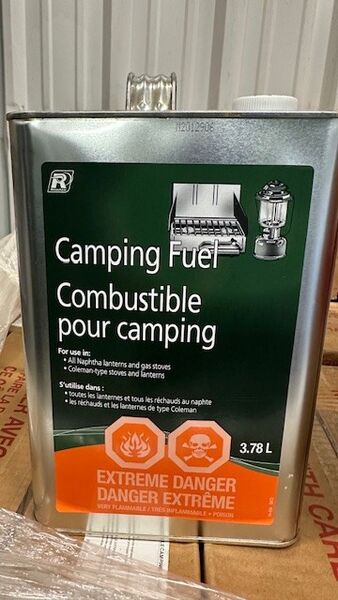 M2012906
R
Camping Fuel
Combustible
pour camping
For use in:
• All Naphtha lanterns and gas stoves
• Coleman-type stoves and lanterns
S'utilise dans :
• toutes les lanternes et tous les réchauds au naphte
• les réchauds et les lanternes de type Coleman
3.78 L
EXTREME DANGER
DANGER EXTRÊME
VERY FLAMMABLE / TRÈS INFLAMMABLE • POISON